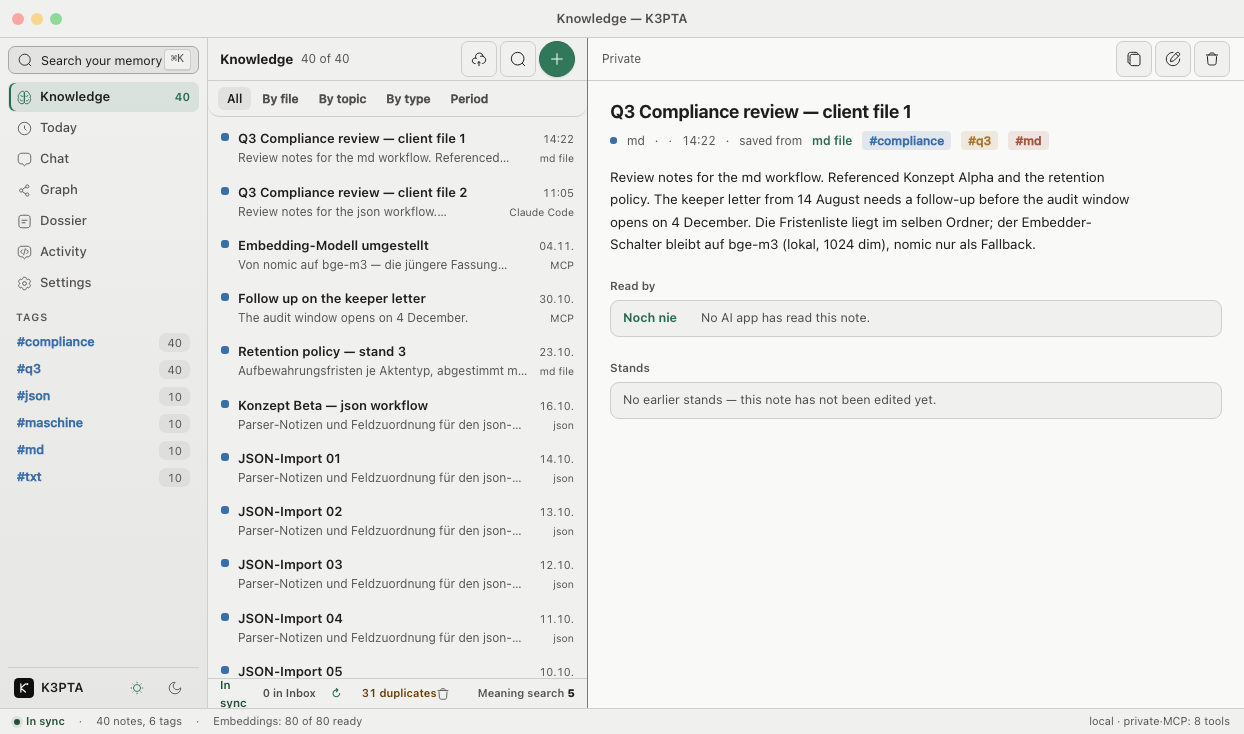 Knowledge — K3PTA
Search your memory ⌘K
Knowledge 40
Today
Chat
Graph
Dossier
Activity
Settings
TAGS
#compliance 40
#q3 40
#json 10
#maschine 10
#md 10
#txt 10
K3PTA
Knowledge 40 of 40
All By file By topic By type Period
Q3 Compliance review — client file 1 14:22
Review notes for the md workflow. Referenced... md file
Q3 Compliance review — client file 2 11:05
Review notes for the json workflow.... Claude Code
Embedding-Modell umgestellt 04.11.
Von nomic auf bge-m3 — die jüngere Fassung... MCP
Follow up on the keeper letter 30.10.
The audit window opens on 4 December. MCP
Retention policy — stand 3 23.10.
Aufbewahrungsfristen je Aktentyp, abgestimmt m... md file
Konzept Beta — json workflow 16.10.
Parser-Notizen und Feldzuordnung für den json-... json
JSON-Import 01 14.10.
Parser-Notizen und Feldzuordnung für den json-... json
JSON-Import 02 13.10.
Parser-Notizen und Feldzuordnung für den json-... json
JSON-Import 03 12.10.
Parser-Notizen und Feldzuordnung für den json-... json
JSON-Import 04 11.10.
Parser-Notizen und Feldzuordnung für den json-... json
JSON-Import 05 10.10.
In sync 0 in Inbox 31 duplicates Meaning search 5
Private
Q3 Compliance review — client file 1
md · · 14:22 · saved from md file #compliance #q3 #md
Review notes for the md workflow. Referenced Konzept Alpha and the retention
policy. The keeper letter from 14 August needs a follow-up before the audit window
opens on 4 December. Die Fristenliste liegt im selben Ordner; der Embedder-
Schalter bleibt auf bge-m3 (lokal, 1024 dim), nomic nur als Fallback.
Read by
Noch nie No AI app has read this note.
Stands
No earlier stands — this note has not been edited yet.
In sync · 40 notes, 6 tags · Embeddings: 80 of 80 ready local · private·MCP: 8 tools